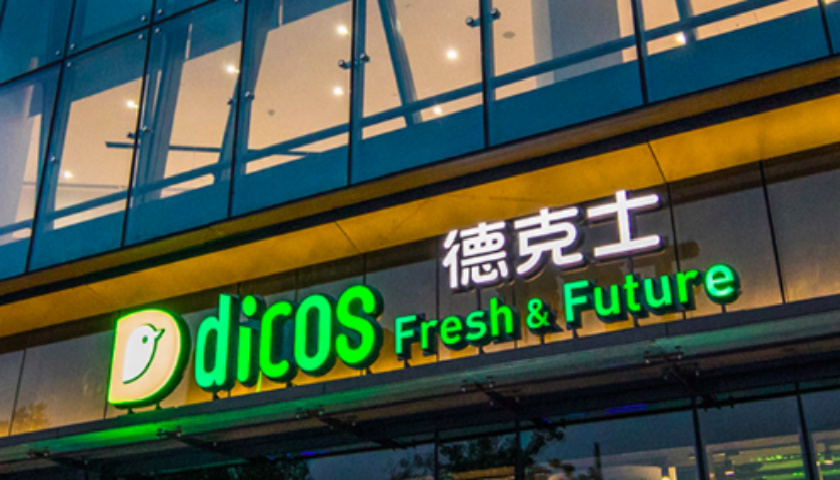 德克士
dicos Fresh & Future